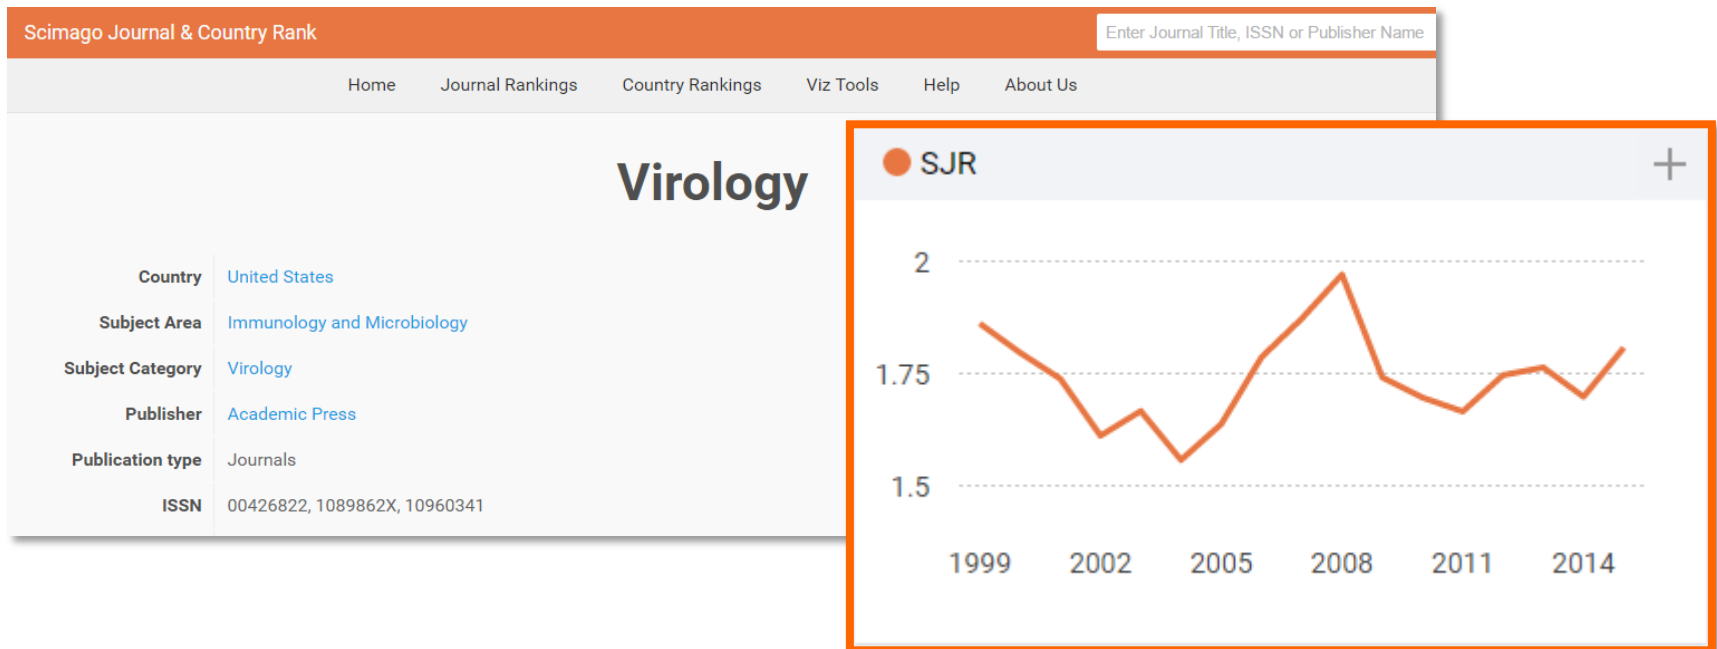 Scimago Journal & Country Rank
Enter Journal Title, ISSN or Publisher Name
Home Journal Rankings Country Rankings Viz Tools Help About Us
Virology
Country United States
Subject Area Immunology and Microbiology
Subject Category Virology
Publisher Academic Press
Publication type Journals
ISSN 00426822, 1089862X, 10960341
SJR
2
1.75
1.5
1999 2002 2005 2008 2011 2014